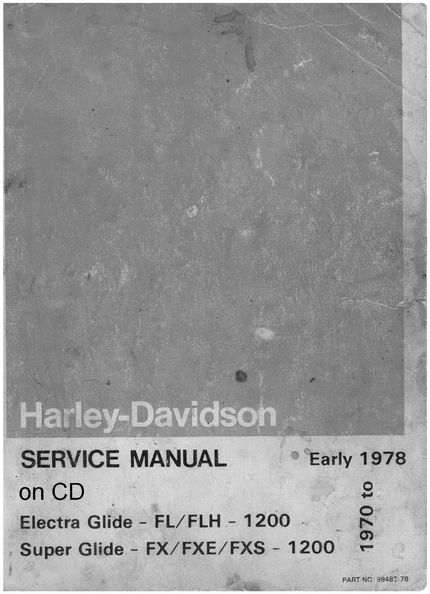 Harley-Davidson
SERVICE MANUAL
on CD
Electra Glide - FL/FLH - 1200
Super Glide - FX/FXE/FXS - 1200
1970 to
Early 1978
PART NO. 99482-78